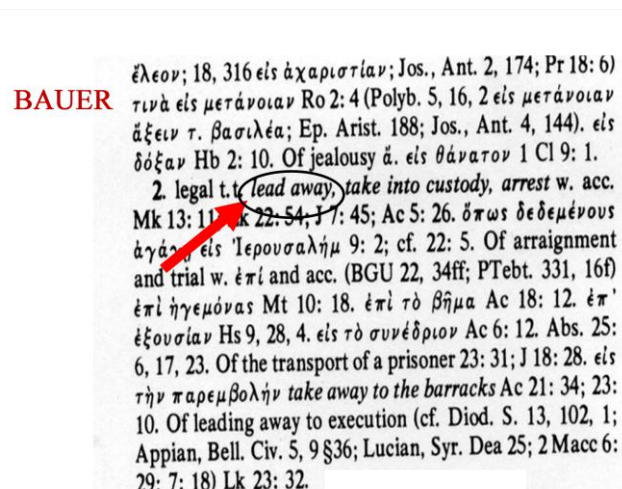 ἔλεον; 18, 316 εἰς ἀχαριστίαν; Jos., Ant. 2, 174; Pr 18: 6)
BAUER τινὰ εἰς μετάνοιαν Ro 2: 4 (Polyb. 5, 16, 2 εἰς μετάνοιαν
ἄξειν τ. βασιλέα; Ep. Arist. 188; Jos., Ant. 4, 144). εἰς
δόξαν Hb 2: 10. Of jealousy ἄ. εἰς θάνατον 1 Cl 9: 1.
2. legal t.t. lead away, take into custody, arrest w. acc.
Mk 13: 11; Lk 22: 54; J 7: 45; Ac 5: 26. ὅπως δεδεμένους
εἰς Ἰερουσαλήμ 9: 2; cf. 22: 5. Of arraignment
and trial w. ἐπί and acc. (BGU 22, 34ff; PTebt. 331, 16f)
ἐπὶ ἡγεμόνας Mt 10: 18. ἐπὶ τὸ βῆμα Ac 18: 12. ἐπ᾽
ἐξουσίαν Hs 9, 28, 4. εἰς τὸ συνέδριον Ac 6: 12. Abs. 25:
6, 17, 23. Of the transport of a prisoner 23: 31; J 18: 28. εἰς
τὴν παρεμβολήν take away to the barracks Ac 21: 34; 23:
10. Of leading away to execution (cf. Diod. S. 13, 102, 1;
Appian, Bell. Civ. 5, 9 §36; Lucian, Syr. Dea 25; 2 Macc 6:
29; 7: 18) Lk 23: 32.